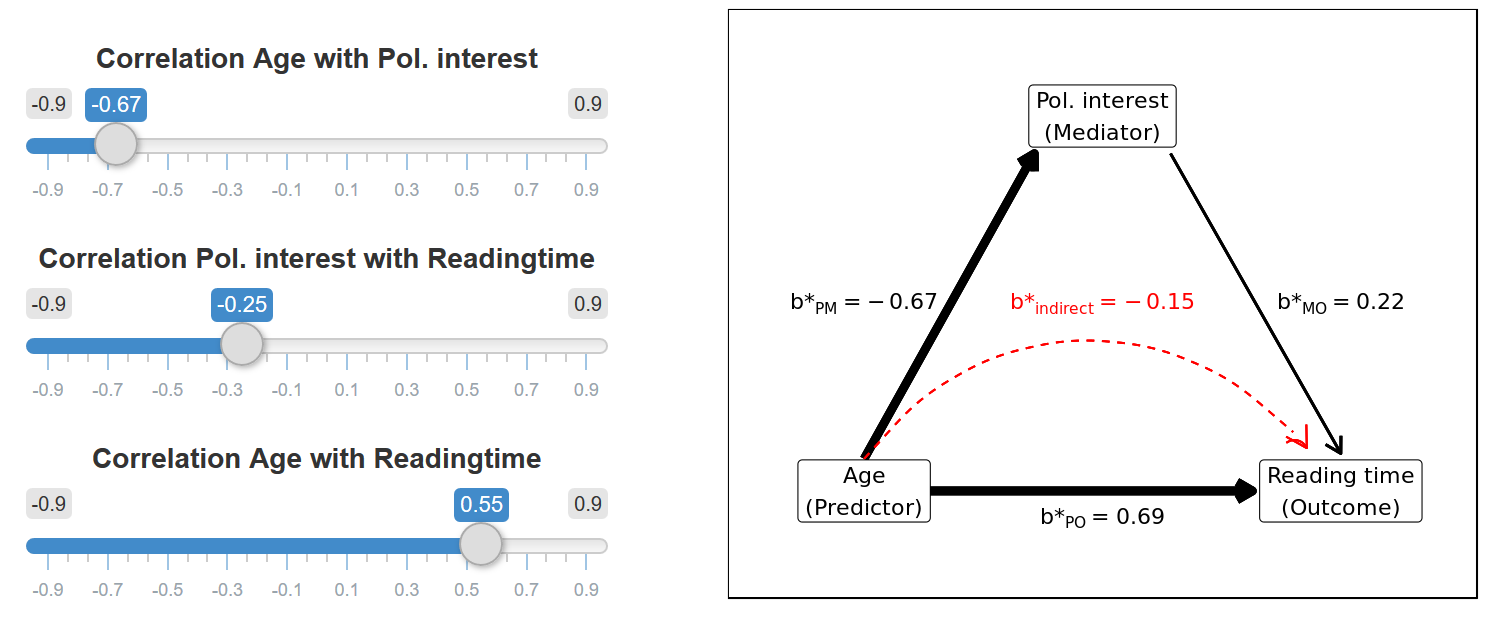 Correlation Age with Pol. interest
-0.9 -0.67 0.9
-0.9 -0.7 -0.5 -0.3 -0.1 0.1 0.3 0.5 0.7 0.9
Correlation Pol. interest with Readingtime
-0.9 -0.25 0.9
-0.9 -0.7 -0.5 -0.3 -0.1 0.1 0.3 0.5 0.7 0.9
Correlation Age with Readingtime
-0.9 0.55 0.9
-0.9 -0.7 -0.5 -0.3 -0.1 0.1 0.3 0.5 0.7 0.9
Pol. interest
(Mediator)
b*PM = − 0.67
b*indirect = − 0.15
b*MO = 0.22
Age
(Predictor)
b*PO = 0.69
Reading time
(Outcome)